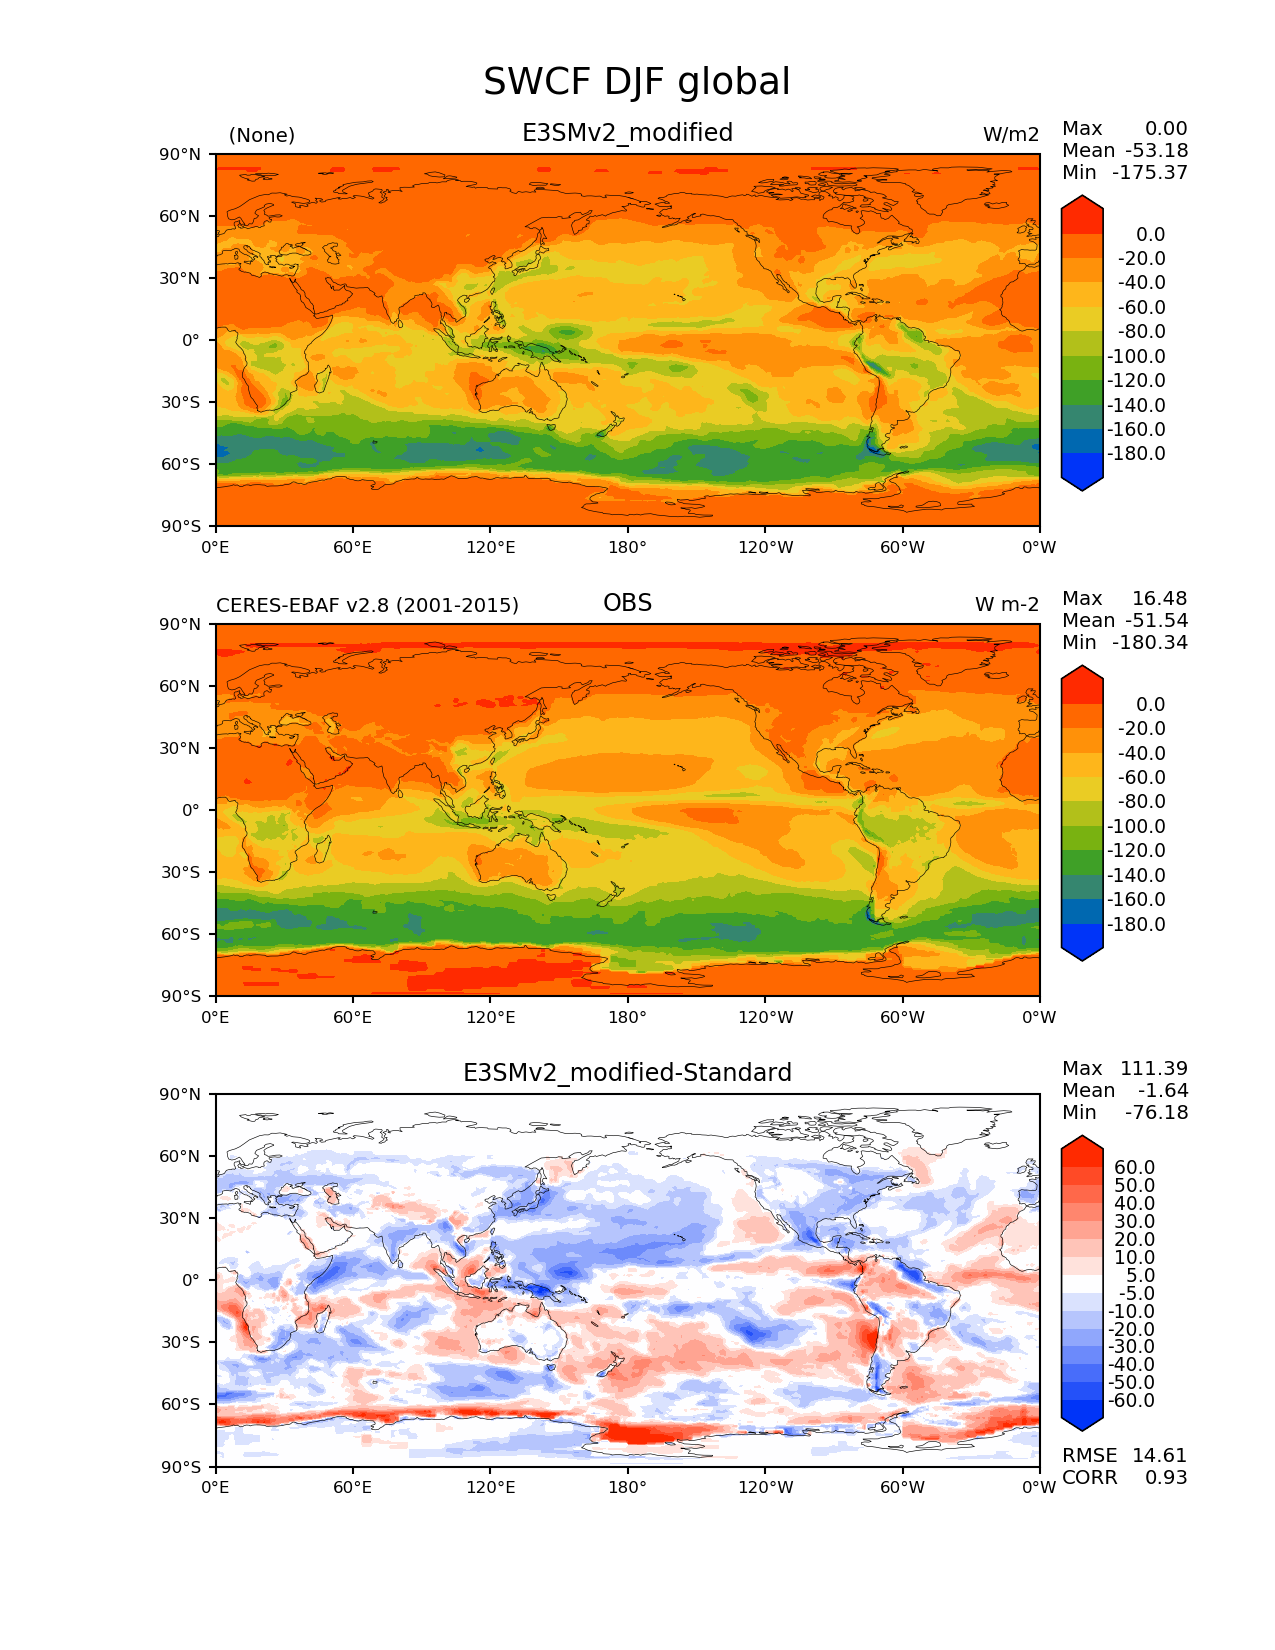 SWCF DJF global
(None) E3SMv2_modified W/m2
Max 0.00
Mean -53.18
Min -175.37
90°N
60°N
30°N
0°
30°S
60°S
90°S
0°E 60°E 120°E 180° 120°W 60°W 0°W
0.0
-20.0
-40.0
-60.0
-80.0
-100.0
-120.0
-140.0
-160.0
-180.0
CERES-EBAF v2.8 (2001-2015) OBS W m-2
Max 16.48
Mean -51.54
Min -180.34
90°N
60°N
30°N
0°
30°S
60°S
90°S
0°E 60°E 120°E 180° 120°W 60°W 0°W
0.0
-20.0
-40.0
-60.0
-80.0
-100.0
-120.0
-140.0
-160.0
-180.0
E3SMv2_modified-Standard
Max 111.39
Mean -1.64
Min -76.18
90°N
60°N
30°N
0°
30°S
60°S
90°S
0°E 60°E 120°E 180° 120°W 60°W 0°W
60.0
50.0
40.0
30.0
20.0
10.0
5.0
-5.0
-10.0
-20.0
-30.0
-40.0
-50.0
-60.0
RMSE 14.61
CORR 0.93